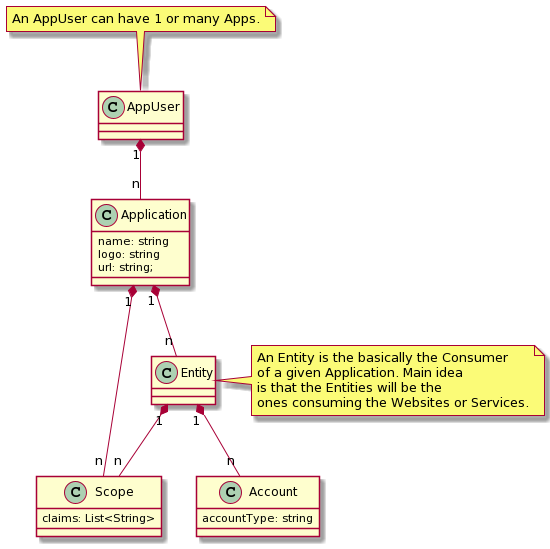 An AppUser can have 1 or many Apps.
C AppUser
1
n
C Application
name: string
logo: string
url: string;
1 1
n
C Entity
An Entity is the basically the Consumer
of a given Application. Main idea
is that the Entities will be the
ones consuming the Websites or Services.
1 1
n n n
C Scope
claims: List<String>
C Account
accountType: string